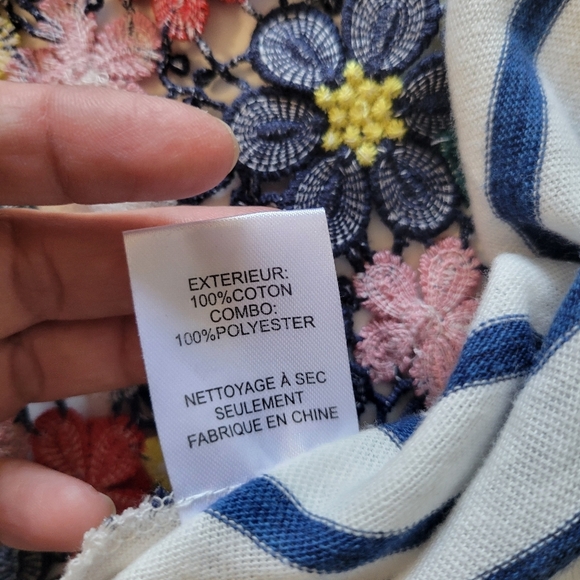 EXTERIEUR:
100%COTON
COMBO:
100%POLYESTER
NETTOYAGE À SEC
SEULEMENT
FABRIQUE EN CHINE